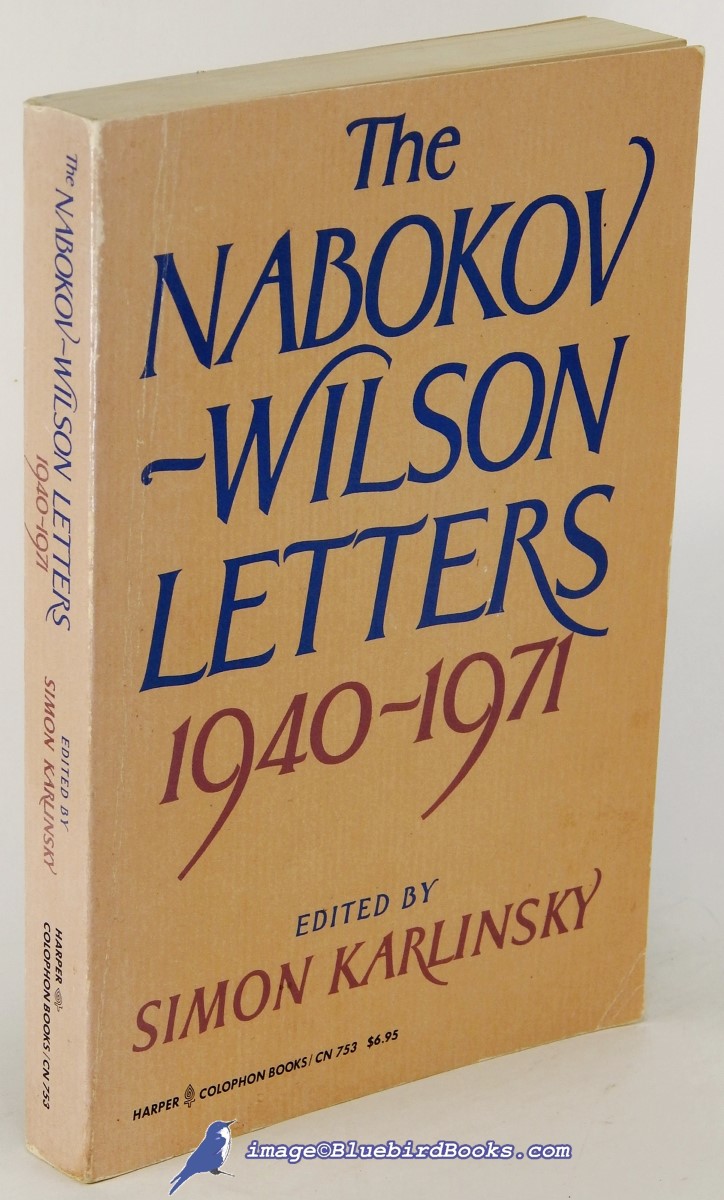 The
NABOKOV
~WILSON
LETTERS
1940~1971
EDITED BY
SIMON KARLINSKY
HARPER COLOPHON BOOKS/CN 753 $6.95
The NABOKOV~WILSON LETTERS
1940~1971
EDITED BY
SIMON KARLINSKY
HARPER
COLOPHON BOOKS/CN 753
image©BluebirdBooks.com